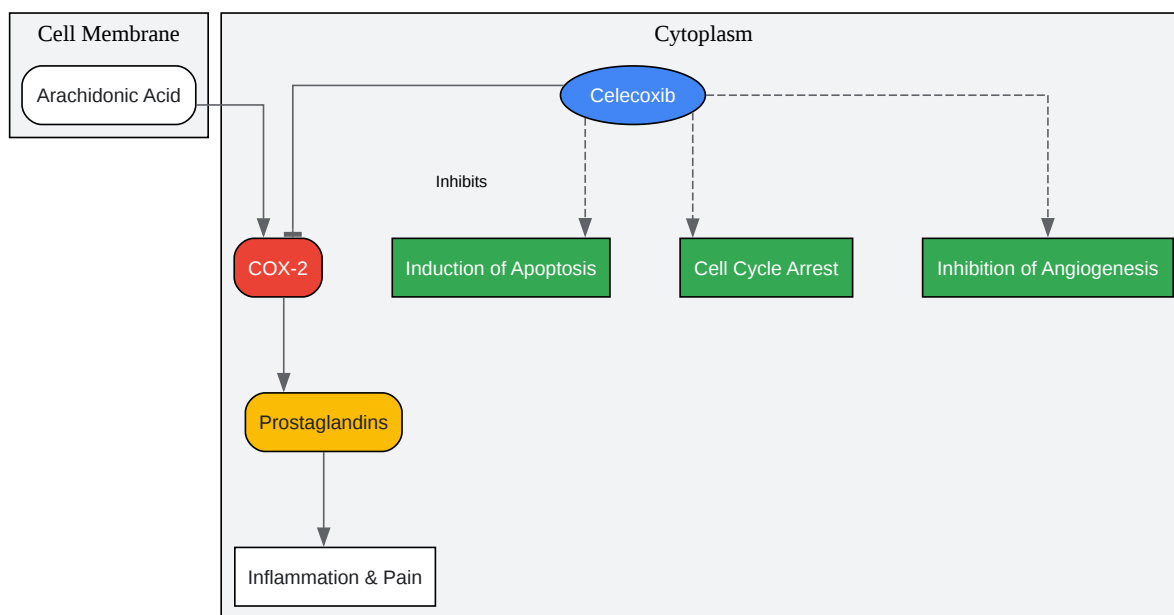 Cell Membrane
Cytoplasm
Arachidonic Acid
Celecoxib
Inhibits
COX-2
Induction of Apoptosis
Cell Cycle Arrest
Inhibition of Angiogenesis
Prostaglandins
Inflammation & Pain